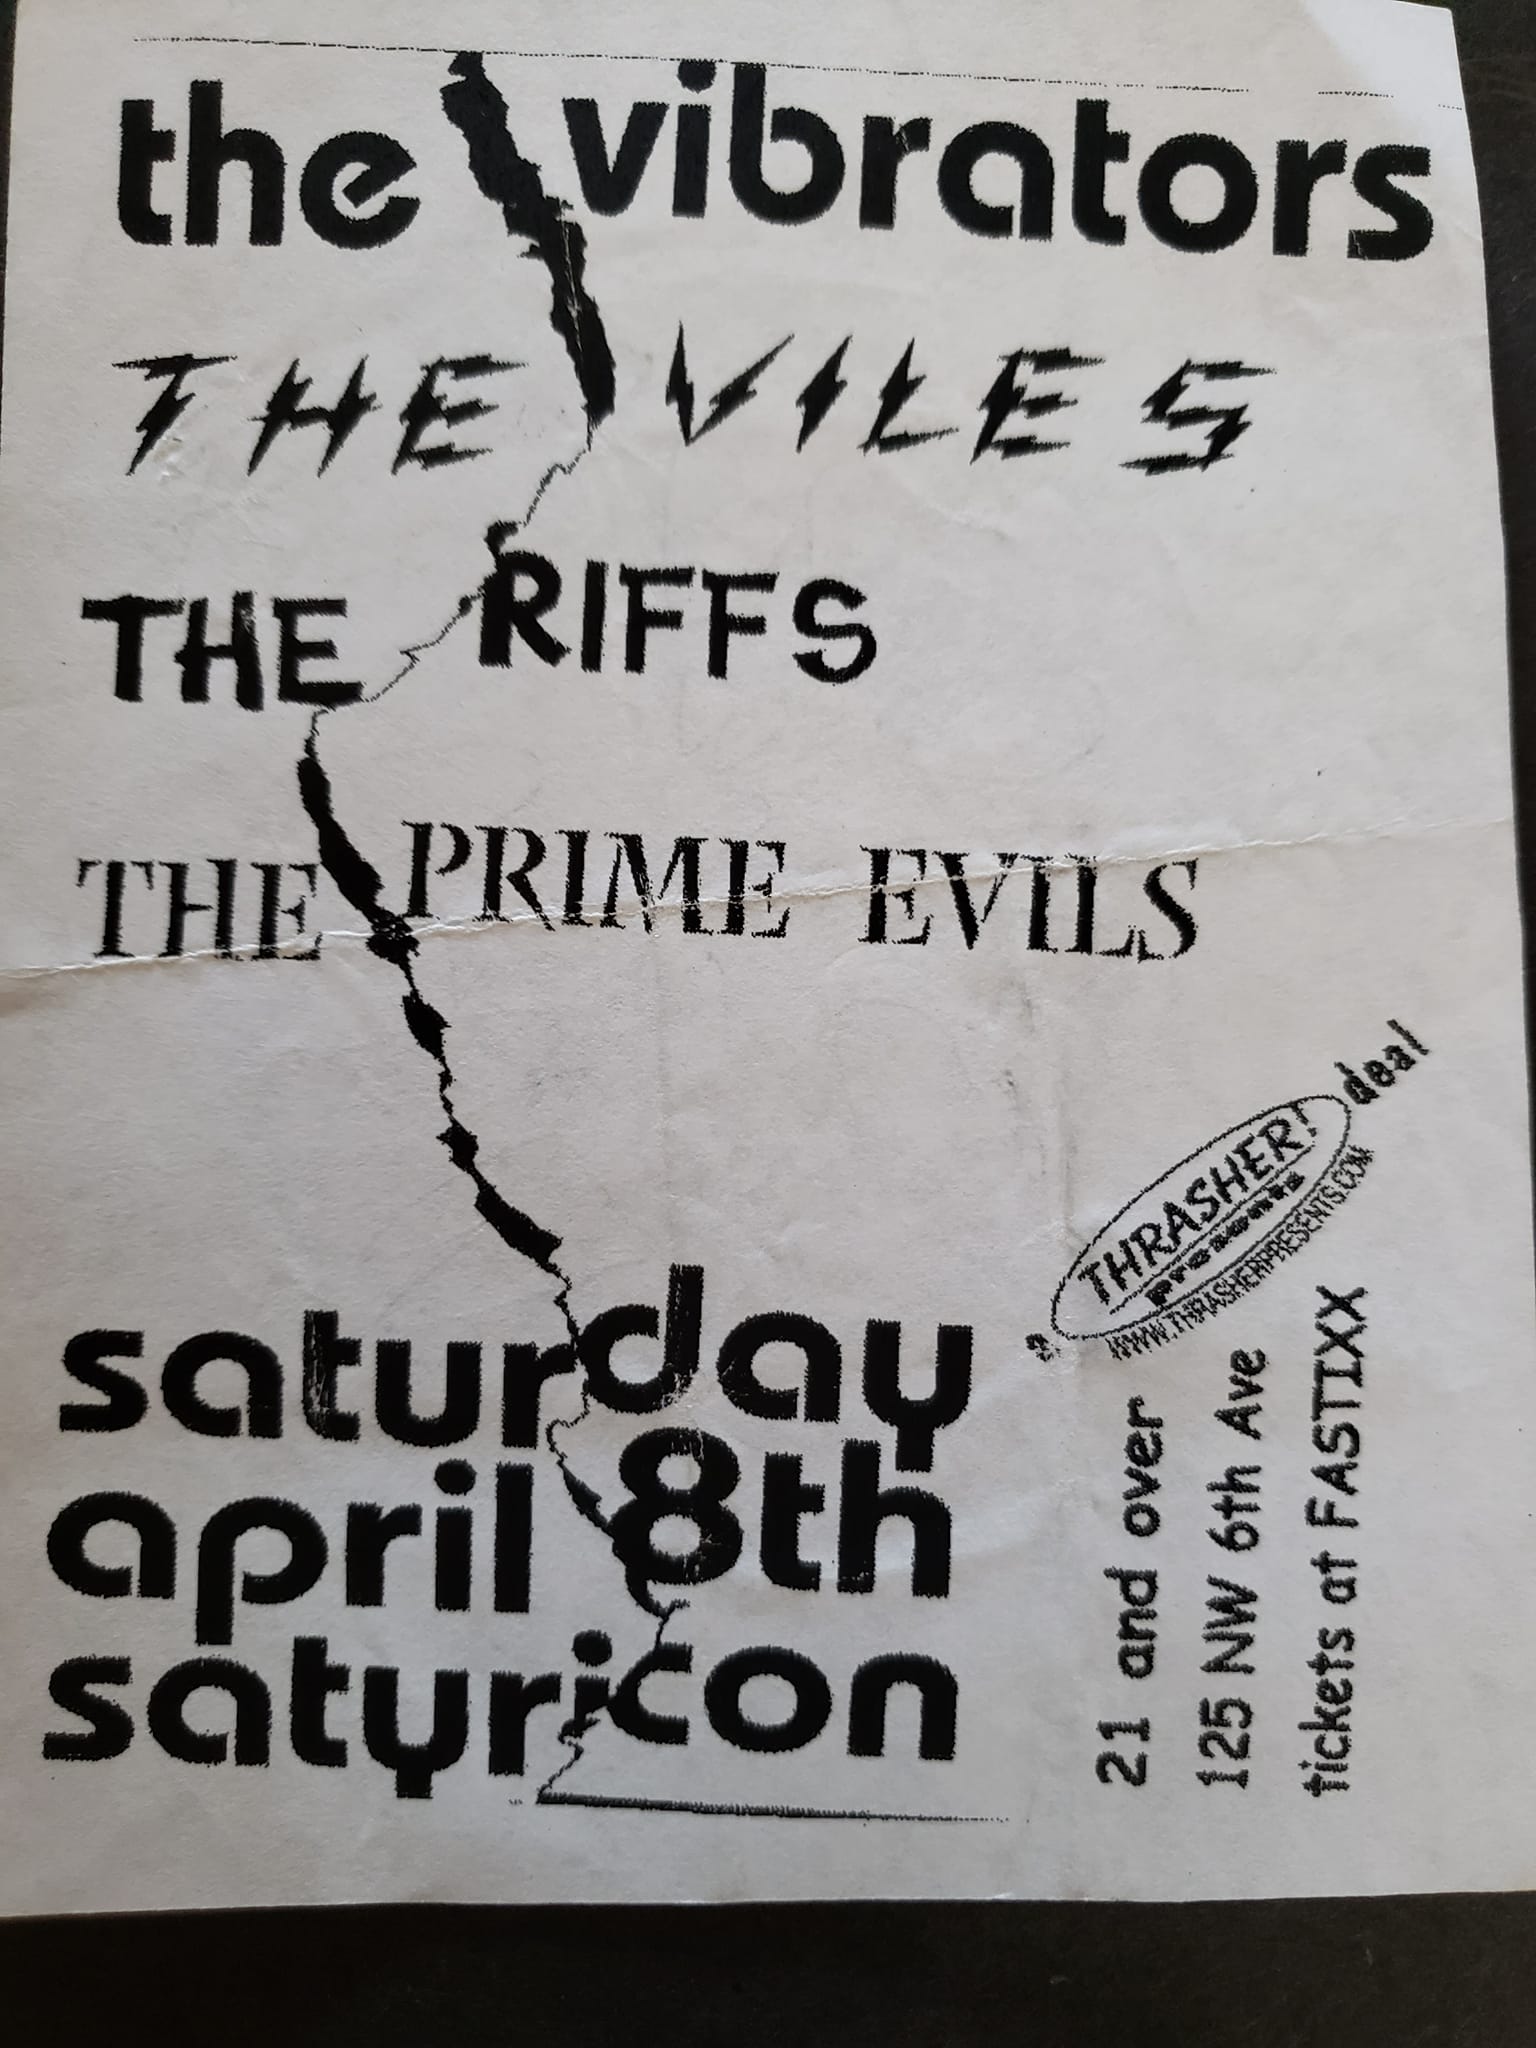 the vibrators
THE VILES
THE RIFFS
THE PRIME EVILS
saturday
april 8th
satyricon
a THRASHER! deal
presents
WWW.THRASHERPRESENTS.COM
21 and over
125 NW 6th Ave
tickets at FASTIXX